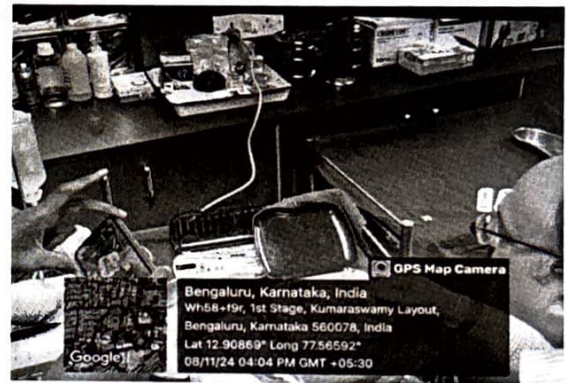 GPS Map Camera
Bengaluru, Karnataka, India
Wh58+f9r, 1st Stage, Kumaraswamy Layout,
Bengaluru, Karnataka 560078, India
Lat 12.90869° Long 77.56592°
08/11/24 04:04 PM GMT +05:30
Google